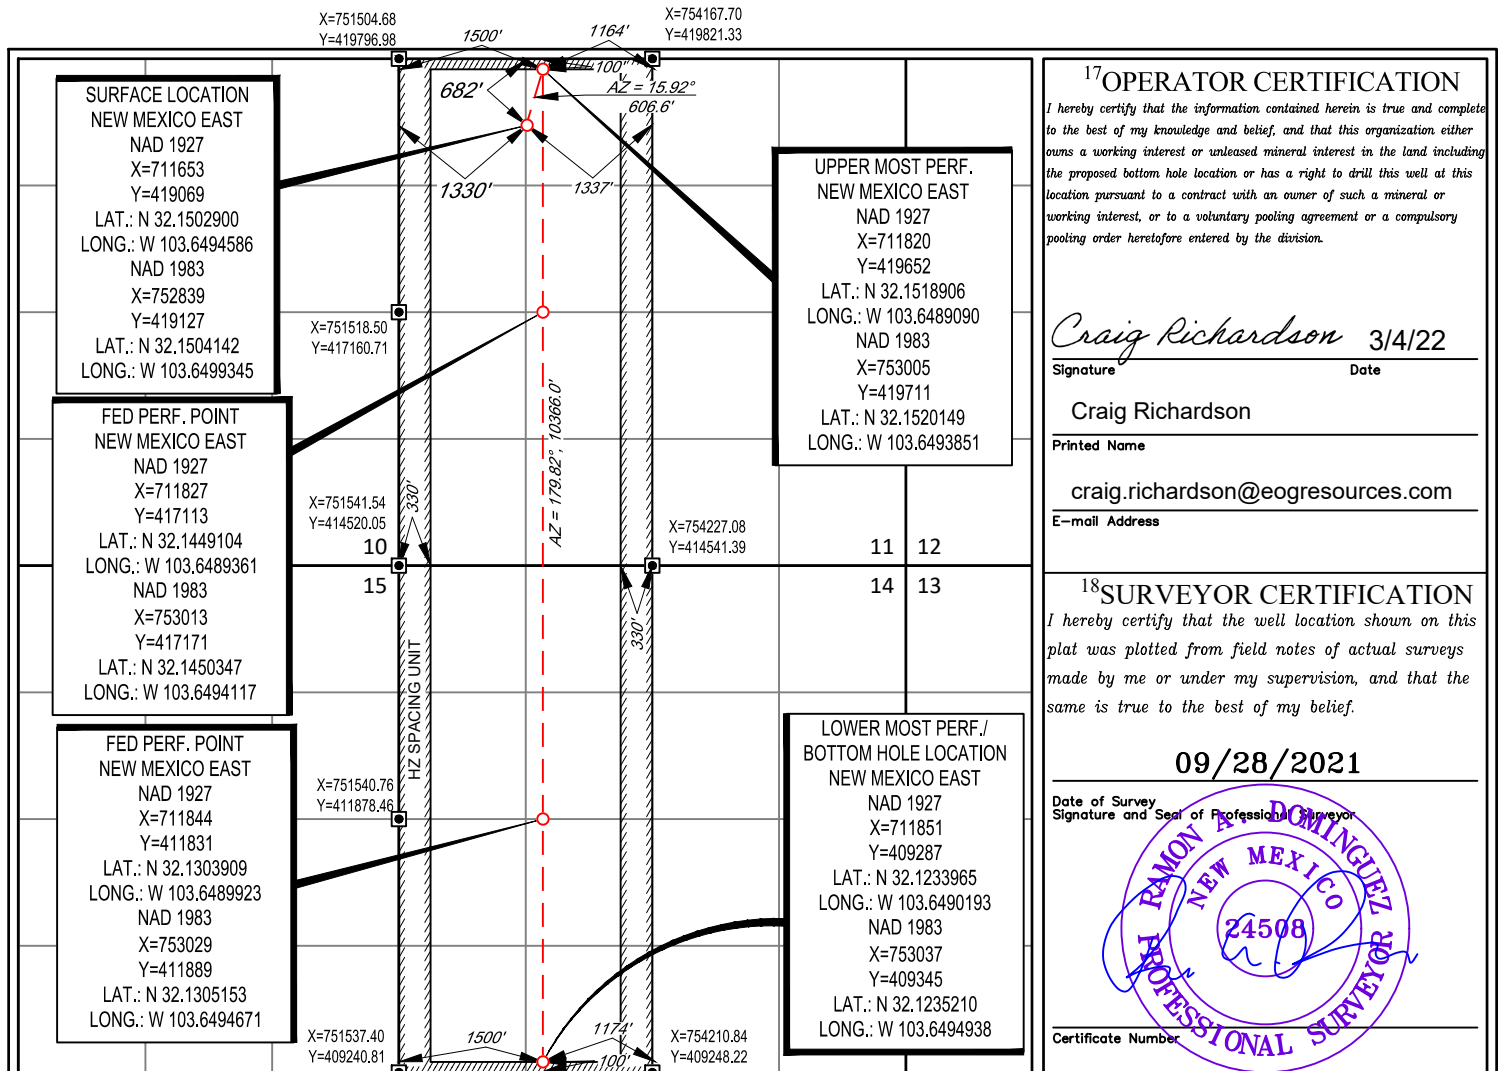 X=751504.68
Y=419796.98
1500'
1164'
X=754167.70
Y=419821.33
100'
682'
AZ = 15.92°
606.6'
1330'
1337'
SURFACE LOCATION
NEW MEXICO EAST
NAD 1927
X=711653
Y=419069
LAT.: N 32.1502900
LONG.: W 103.6494586
NAD 1983
X=752839
Y=419127
LAT.: N 32.1504142
LONG.: W 103.6499345
UPPER MOST PERF.
NEW MEXICO EAST
NAD 1927
X=711820
Y=419652
LAT.: N 32.1518906
LONG.: W 103.6489090
NAD 1983
X=753005
Y=419711
LAT.: N 32.1520149
LONG.: W 103.6493851
X=751518.50
Y=417160.71
FED PERF. POINT
NEW MEXICO EAST
NAD 1927
X=711827
Y=417113
LAT.: N 32.1449104
LONG.: W 103.6489361
NAD 1983
X=753013
Y=417171
LAT.: N 32.1450347
LONG.: W 103.6494117
AZ = 179.82°, 10366.0'
X=751541.54
Y=414520.05
330'
X=754227.08
Y=414541.39
10
15
11 12
14 13
330'
HZ SPACING UNIT
FED PERF. POINT
NEW MEXICO EAST
NAD 1927
X=711844
Y=411831
LAT.: N 32.1303909
LONG.: W 103.6489923
NAD 1983
X=753029
Y=411889
LAT.: N 32.1305153
LONG.: W 103.6494671
X=751540.76
Y=411878.46
LOWER MOST PERF./
BOTTOM HOLE LOCATION
NEW MEXICO EAST
NAD 1927
X=711851
Y=409287
LAT.: N 32.1233965
LONG.: W 103.6490193
NAD 1983
X=753037
Y=409345
LAT.: N 32.1235210
LONG.: W 103.6494938
X=751537.40
Y=409240.81
1500'
1174'
100'
X=754210.84
Y=409248.22
17OPERATOR CERTIFICATION
I hereby certify that the information contained herein is true and complete
to the best of my knowledge and belief, and that this organization either
owns a working interest or unleased mineral interest in the land including
the proposed bottom hole location or has a right to drill this well at this
location pursuant to a contract with an owner of such a mineral or
working interest, or to a voluntary pooling agreement or a compulsory
pooling order heretofore entered by the division.
Craig Richardson 3/4/22
Signature Date
Craig Richardson
Printed Name
craig.richardson@eogresources.com
E-mail Address
18SURVEYOR CERTIFICATION
I hereby certify that the well location shown on this
plat was plotted from field notes of actual surveys
made by me or under my supervision, and that the
same is true to the best of my belief.
09/28/2021
Date of Survey
Signature and Seal of Professional Surveyor
RAMON A. DOMINGUEZ
NEW MEXICO
24508
PROFESSIONAL SURVEYOR
Certificate Number